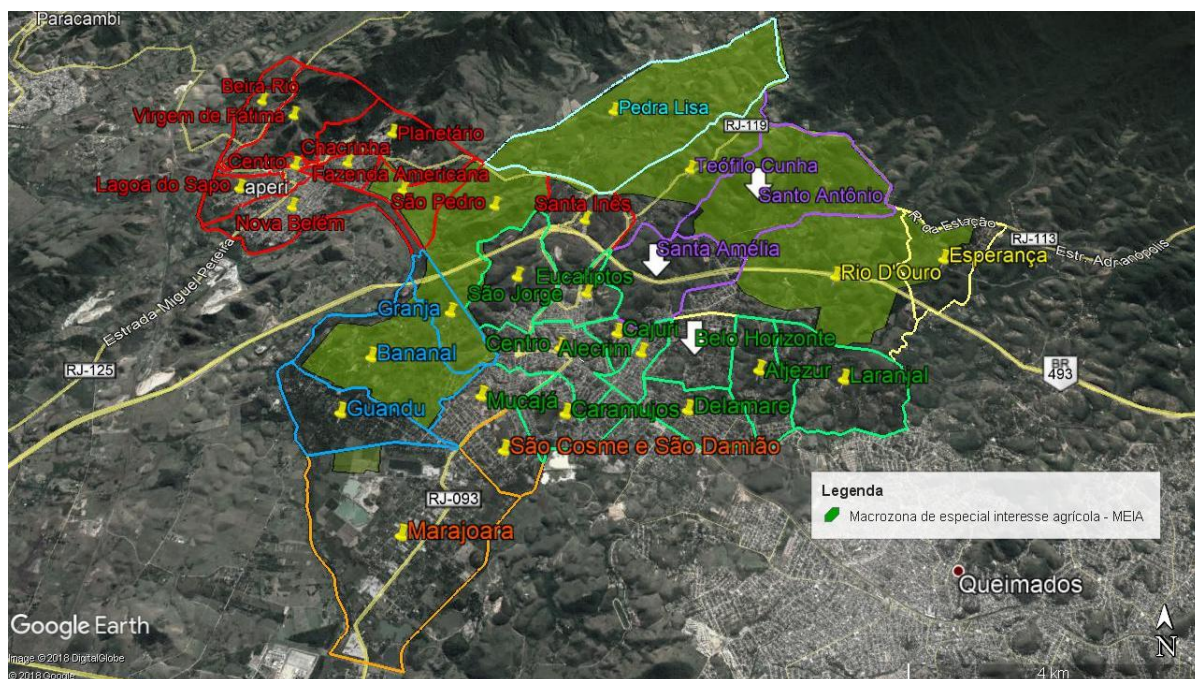 Paracambi
Beira Rio
Virgem de Fátima
Planetário
Pedra Lisa
RJ-119
Chacrinha
Centro
Fazenda Americana
Teófilo Cunha
Lagoa do Sapo
aperi
São Pedro
Santo Antônio
Nova Belém
Santa Inês
R. da Estação
RJ-113
Estr. Adrianópolis
Santa Amélia
Esperança
Eucaliptos
Rio D'Ouro
Estrada Miguel Pereira
São Jorge
Granja
Cajuri
Belo Horizonte
Centro
Alecrim
Bananal
RJ-125
Aljezur
Laranjal
BR
493
Mucajá
Guandu
Caramujos
Delamare
São Cosme e São Damião
Legenda
RJ-093
Macrozona de especial interesse agrícola - MEIA
Marajoara
Queimados
Google Earth
N
Image © 2018 DigitalGlobe
© 2018 Google
4 km